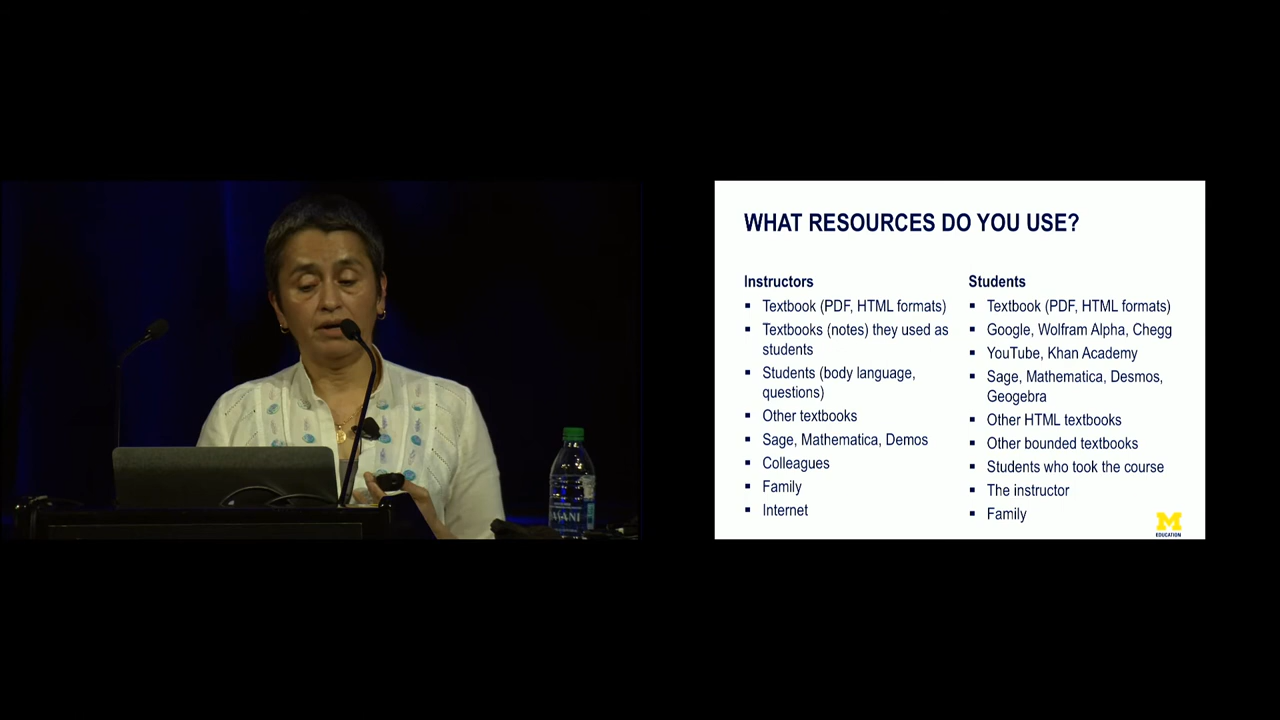 WHAT RESOURCES DO YOU USE?
Instructors
▪ Textbook (PDF, HTML formats)
▪ Textbooks (notes) they used as
students
▪ Students (body language,
questions)
▪ Other textbooks
▪ Sage, Mathematica, Demos
▪ Colleagues
▪ Family
▪ Internet
Students
▪ Textbook (PDF, HTML formats)
▪ Google, Wolfram Alpha, Chegg
▪ YouTube, Khan Academy
▪ Sage, Mathematica, Desmos,
Geogebra
▪ Other HTML textbooks
▪ Other bounded textbooks
▪ Students who took the course
▪ The instructor
▪ Family
M
EDUCATION